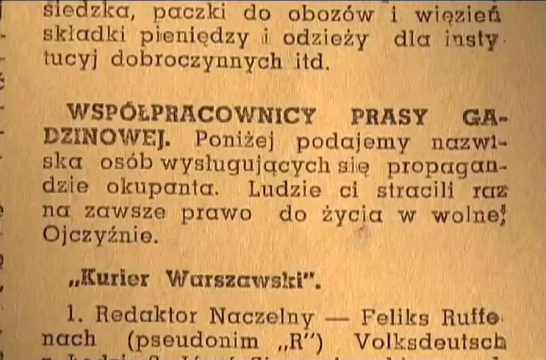 siedzka, paczki do obozów i więzień
składki pieniędzy i odzieży dla insty
tucyj dobroczynnych itd.
WSPÓŁPRACOWNICY PRASY GA-
DZINOWEJ. Poniżej podajemy nazwi-
ska osób wysługujących się propagan-
dzie okupanta. Ludzie ci stracili raz
na zawsze prawo do życia w wolnej
Ojczyźnie.
„Kurier Warszawski".
1. Redaktor Naczelny — Feliks Ruffe
nach (pseudonim „R") Volksdeutsch